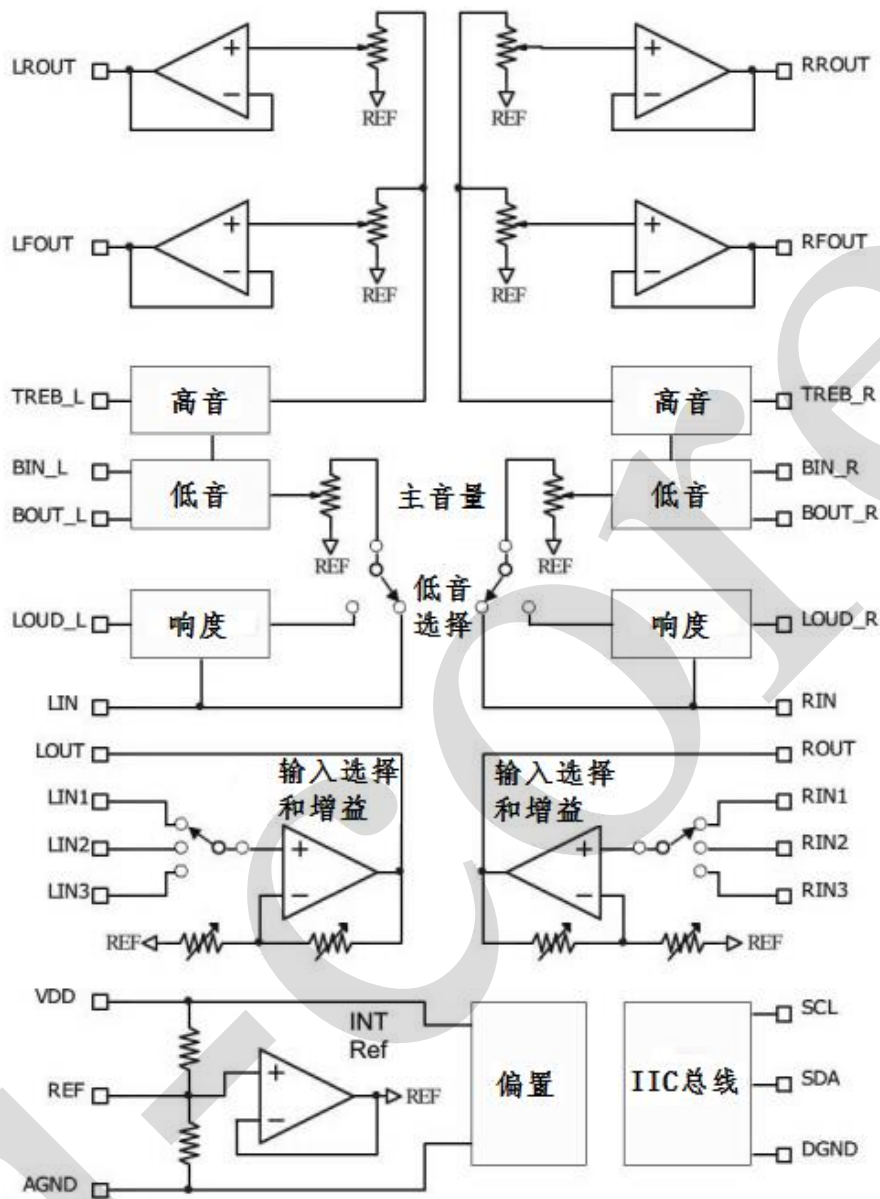 LROUT
RROUT
REF
REF
LFOUT
RFOUT
REF
REF
TREB_L
高音
高音
TREB_R
BIN_L
低音
主音量
低音
BIN_R
BOUT_L
BOUT_R
REF
REF
低音
选择
LOUD_L
响度
响度
LOUD_R
LIN
RIN
LOUT
ROUT
输入选择
和增益
输入选择
和增益
LIN1
RIN1
LIN2
RIN2
LIN3
RIN3
REF
REF
VDD
INT
Ref
SCL
REF
REF
偏置
IIC总线
SDA
DGND
AGND